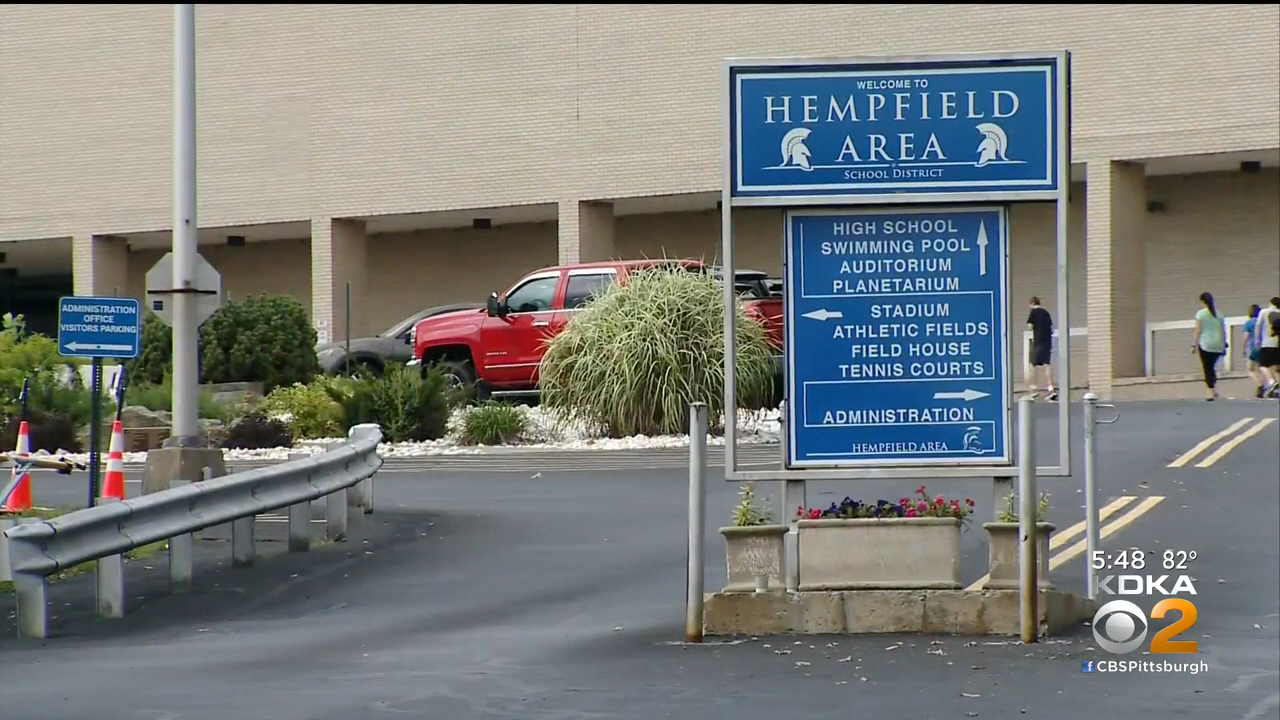 WELCOME TO
HEMPFIELD
AREA
SCHOOL DISTRICT
HIGH SCHOOL
SWIMMING POOL
AUDITORIUM
PLANETARIUM
STADIUM
ATHLETIC FIELDS
FIELD HOUSE
TENNIS COURTS
ADMINISTRATION
HEMPFIELD AREA
ADMINISTRATION
OFFICE
VISITORS PARKING
5:48 82°
KDKA
2
f CBSPittsburgh